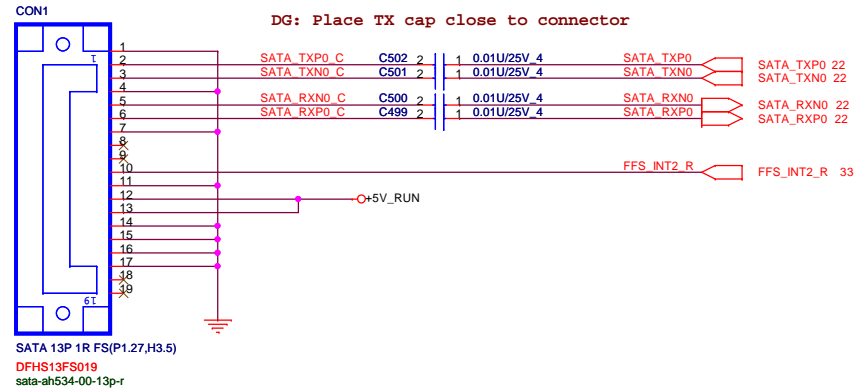 CON1
DG: Place TX cap close to connector
1
1
2 SATA_TXP0_C C502 2 1 0.01U/25V_4 SATA_TXP0 SATA_TXP0 22
3 SATA_TXN0_C C501 2 1 0.01U/25V_4 SATA_TXN0 SATA_TXN0 22
4
5 SATA_RXN0_C C500 2 1 0.01U/25V_4 SATA_RXN0 SATA_RXN0 22
6 SATA_RXP0_C C499 2 1 0.01U/25V_4 SATA_RXP0 SATA_RXP0 22
7
8
9
10 FFS_INT2_R FFS_INT2_R 33
11
12 +5V_RUN
13
14
15
16
17
18
19
19
SATA 13P 1R FS(P1.27,H3.5)
DFHS13FS019
sata-ah534-00-13p-r